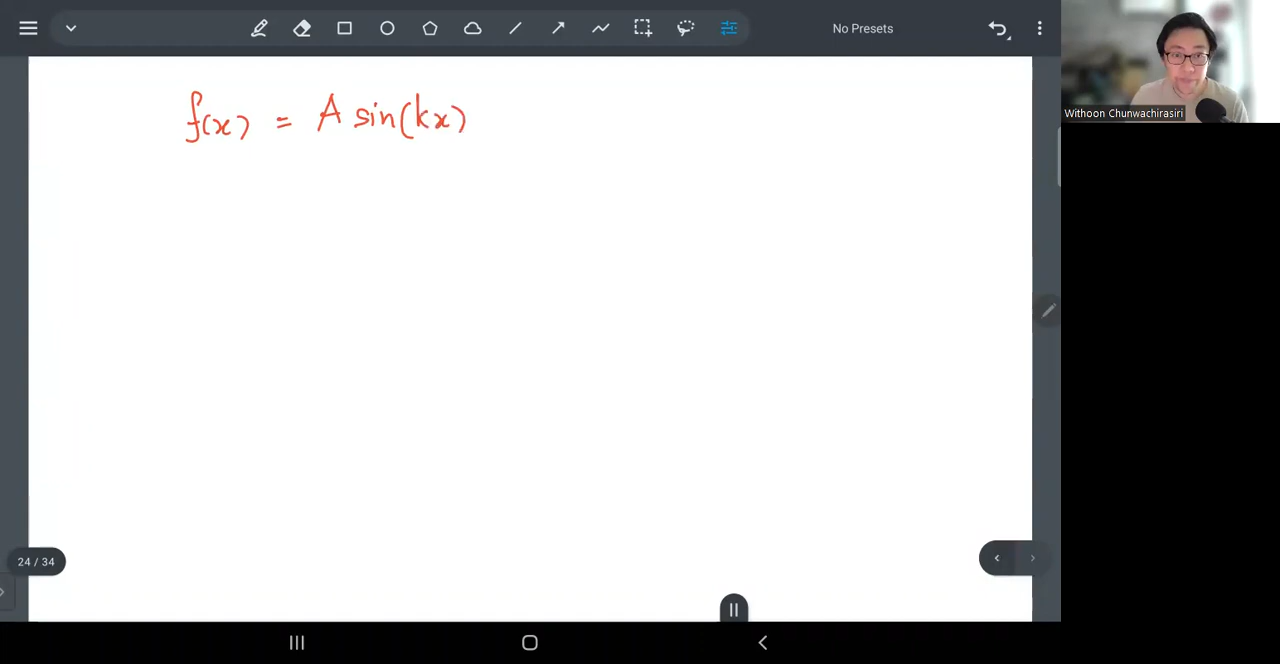 No Presets
f(x) = A sin(kx)
Withoon Chunwachirasiri
24 / 34